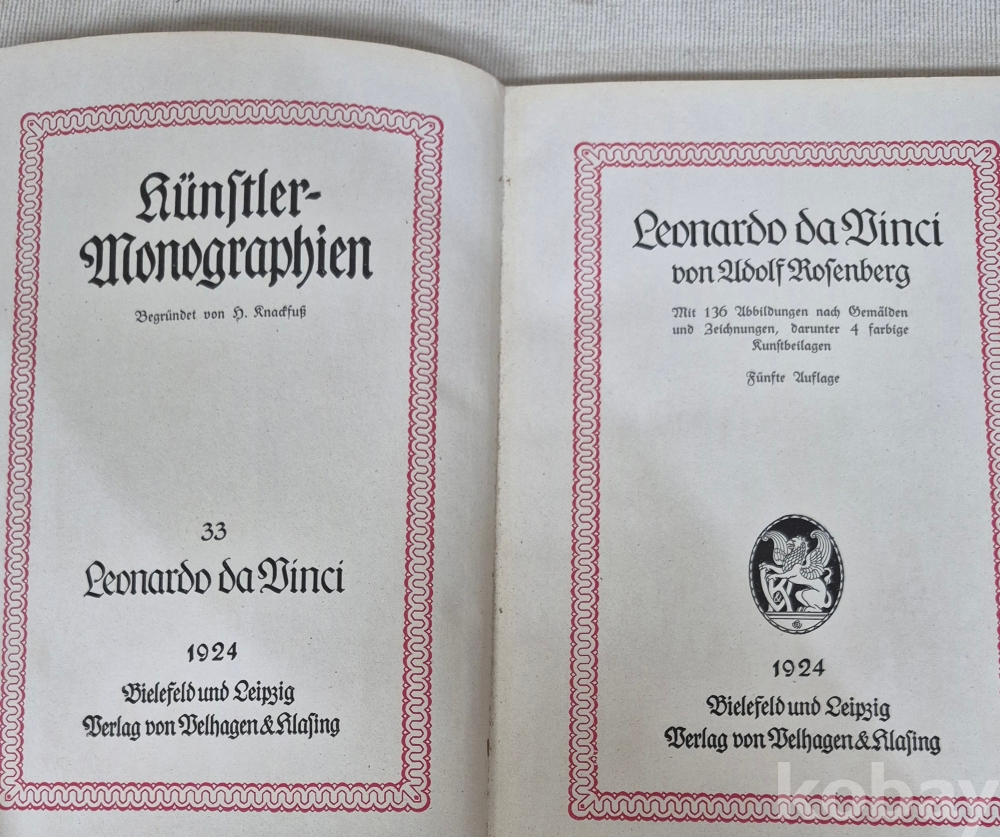 Künſtler-
Monographien
Begründet von H. Knackfuß
33
Leonardo da Vinci
1924
Bielefeld und Leipzig
Verlag von Velhagen & Klaſing
Leonardo da Vinci
von Adolf Roſenberg
Mit 136 Abbildungen nach Gemälden
und Zeichnungen, darunter 4 farbige
Kunſtbeilagen
Fünfte Auflage
1924
Bielefeld und Leipzig
Verlag von Velhagen & Klaſing
kobay